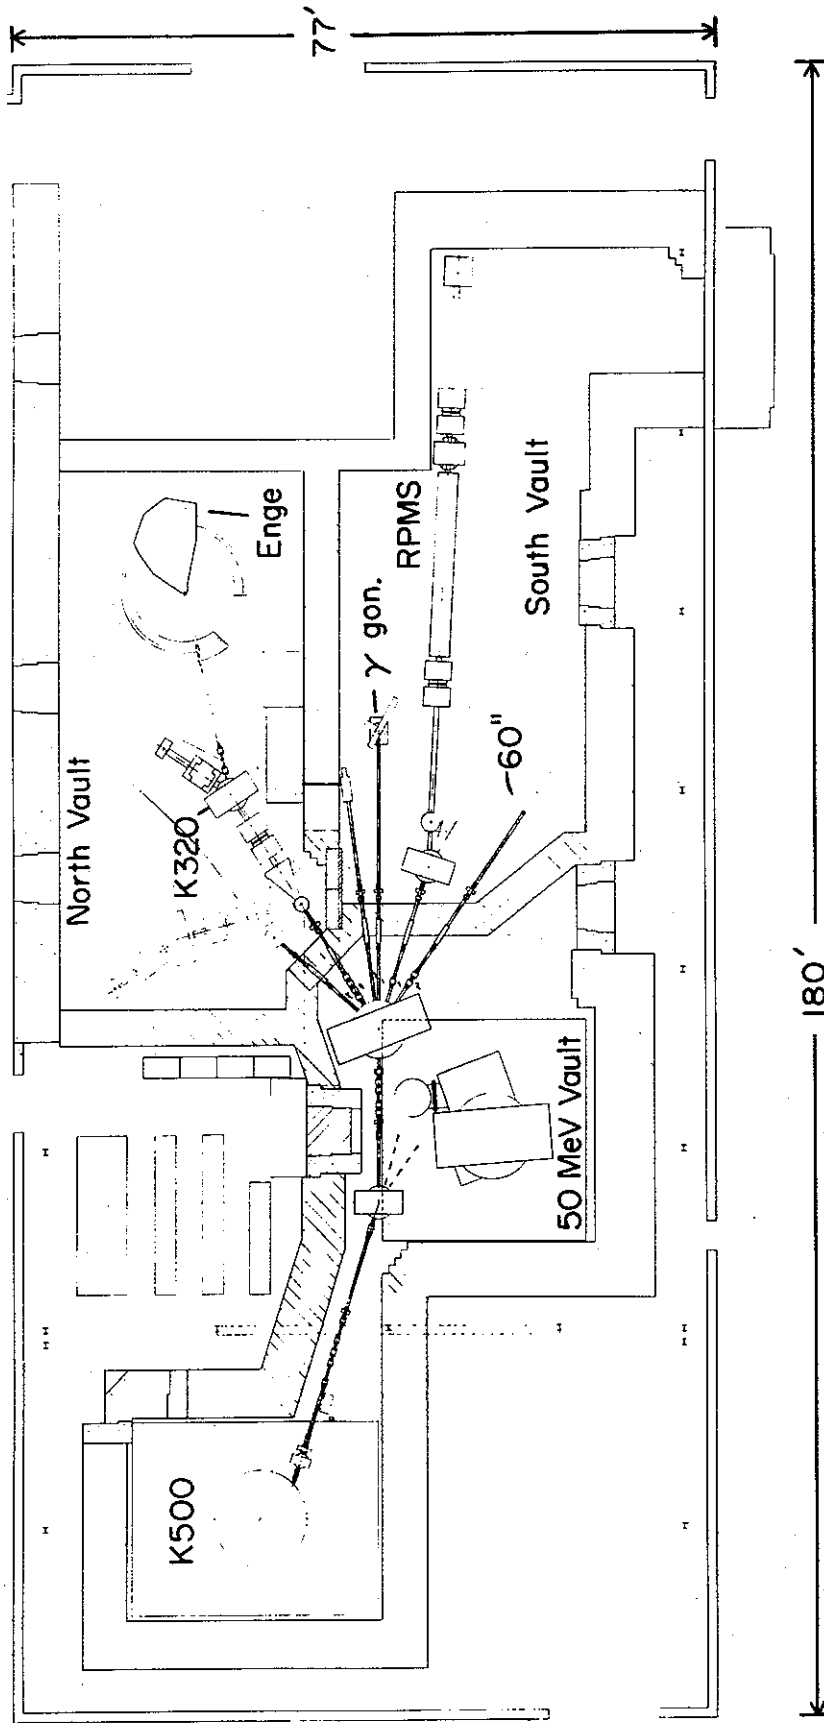 77'
North Vault
K320
Enge
γ gon.
RPMS
South Vault
60"
50 MeV Vault
K500
180'